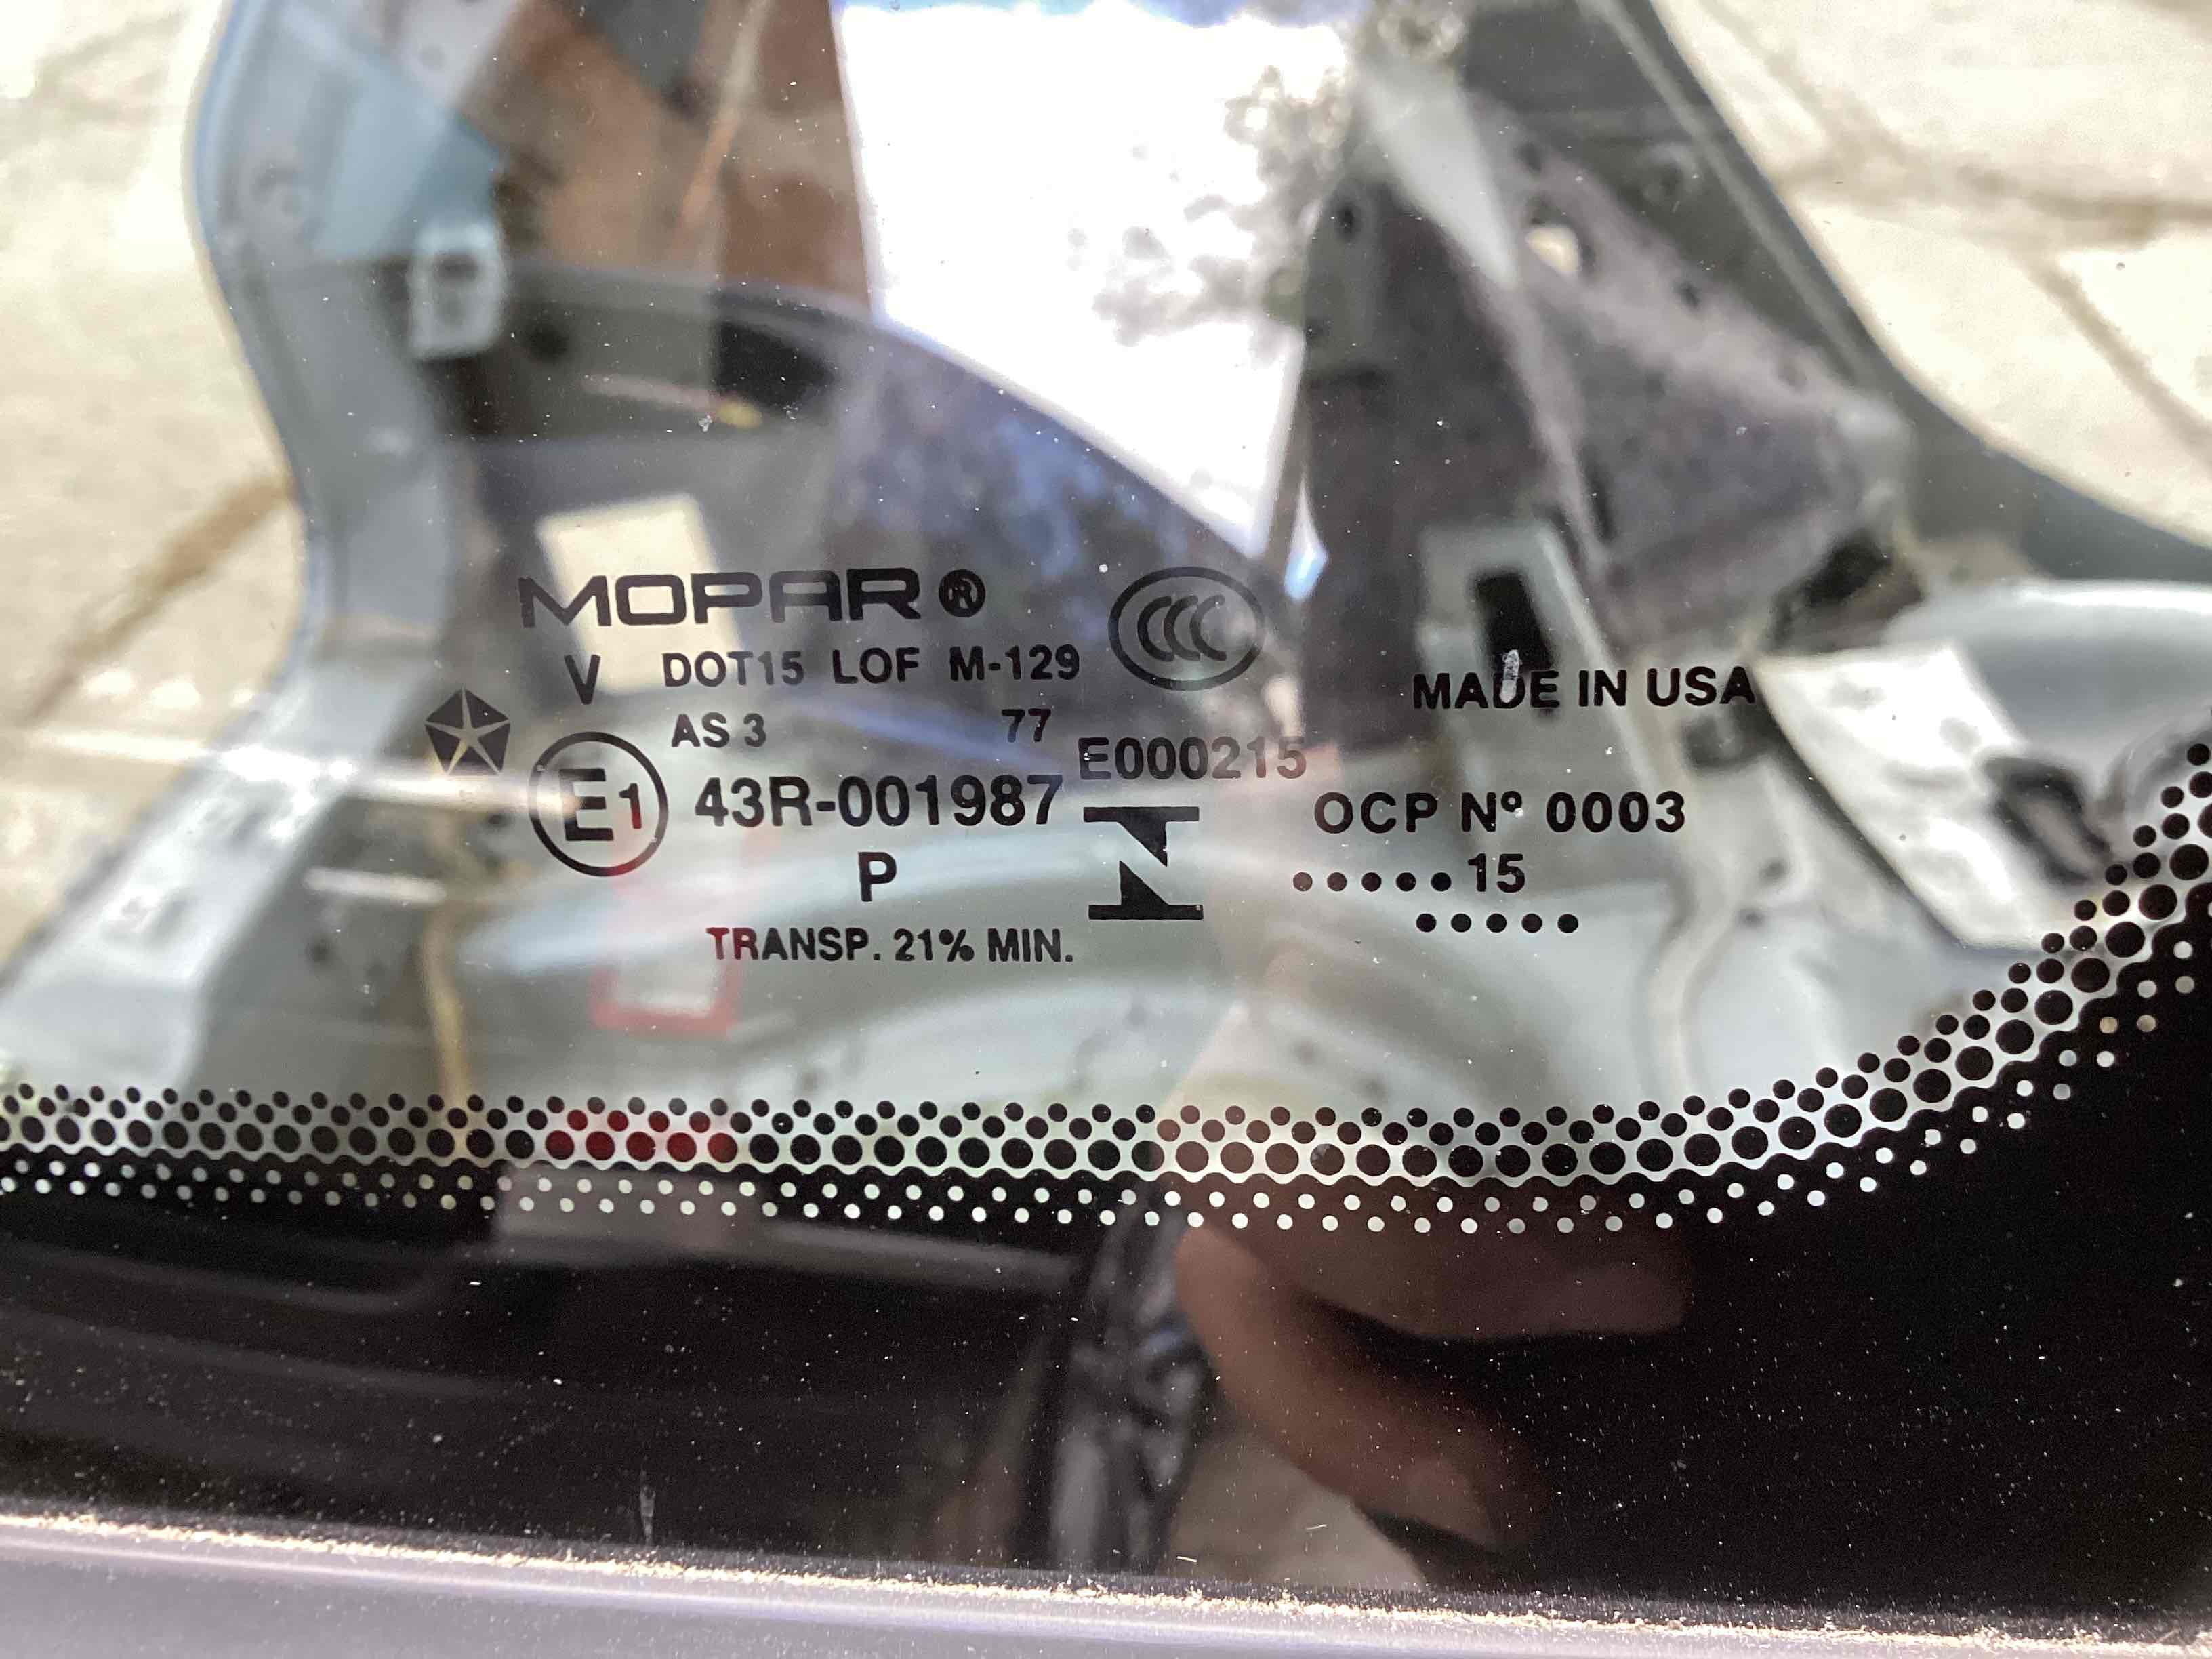 MOPAR®
CCC
V DOT15 LOF M-129
MADE IN USA
AS 3 77
E000215
E1 43R-001987
OCP Nº 0003
P
•••••15
•••••
TRANSP. 21% MIN.